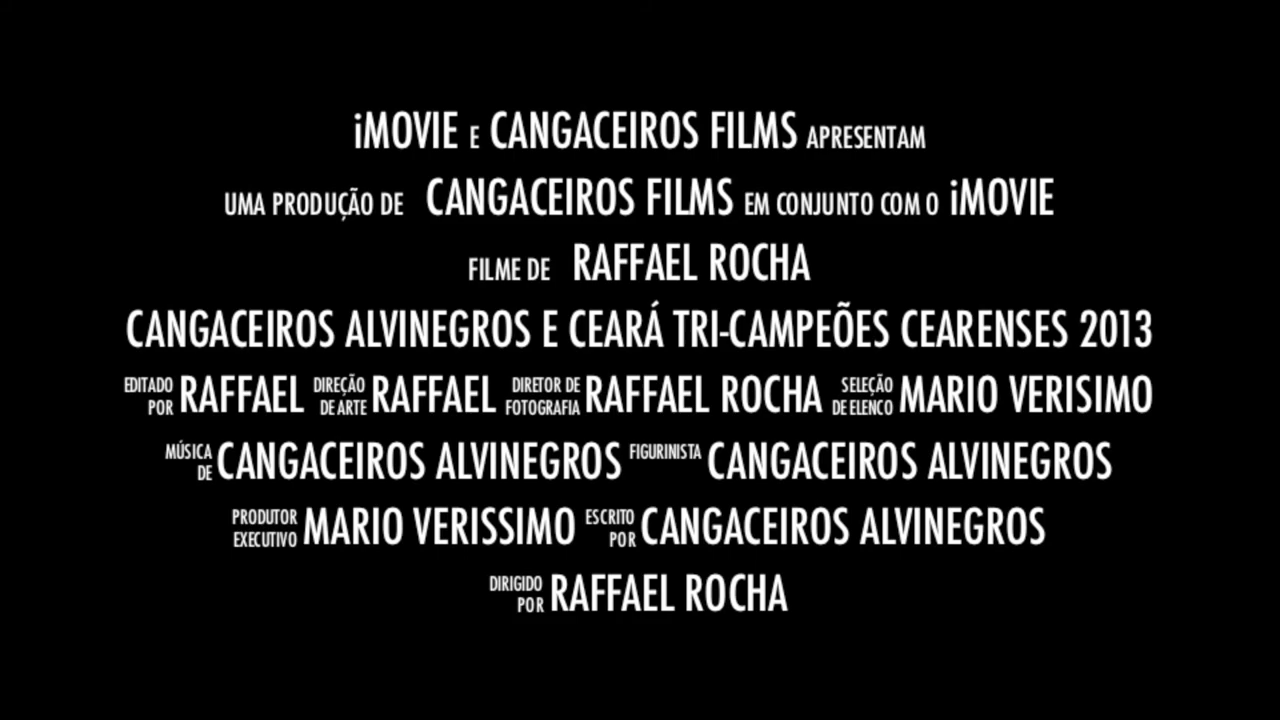 iMOVIE E CANGACEIROS FILMS APRESENTAM
UMA PRODUÇÃO DE CANGACEIROS FILMS EM CONJUNTO COM O iMOVIE
FILME DE RAFFAEL ROCHA
CANGACEIROS ALVINEGROS E CEARÁ TRI-CAMPEÕES CEARENSES 2013
EDITADO POR RAFFAEL DIREÇÃO DE ARTE RAFFAEL DIRETOR DE FOTOGRAFIA RAFFAEL ROCHA SELEÇÃO DE ELENCO MARIO VERISIMO
MÚSICA DE CANGACEIROS ALVINEGROS FIGURINISTA CANGACEIROS ALVINEGROS
PRODUTOR EXECUTIVO MARIO VERISSIMO ESCRITO POR CANGACEIROS ALVINEGROS
DIRIGIDO POR RAFFAEL ROCHA